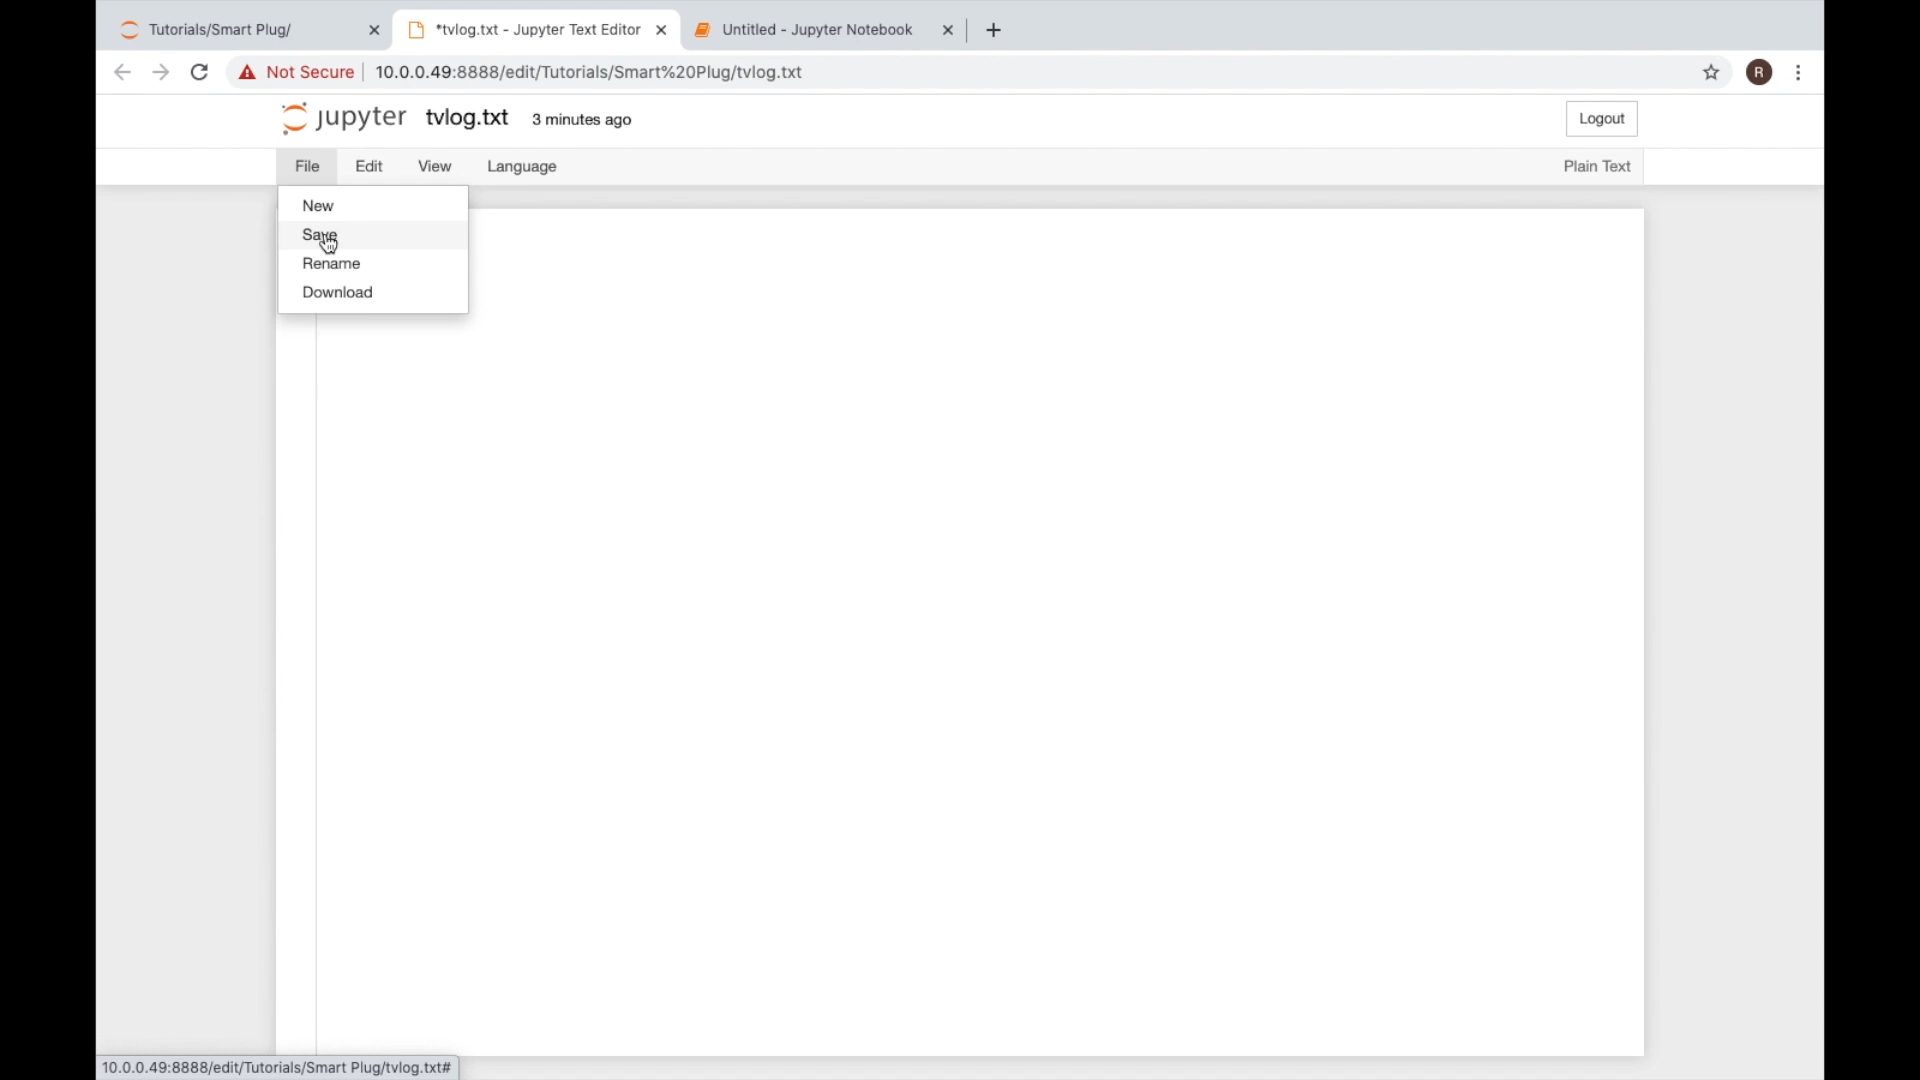 Tutorials/Smart Plug/
*tvlog.txt - Jupyter Text Editor
Untitled - Jupyter Notebook
Not Secure
10.0.0.49:8888/edit/Tutorials/Smart%20Plug/tvlog.txt
R
jupyter
tvlog.txt
3 minutes ago
Logout
File
Edit
View
Language
Plain Text
New
Save
Rename
Download
10.0.0.49:8888/edit/Tutorials/Smart Plug/tvlog.txt#